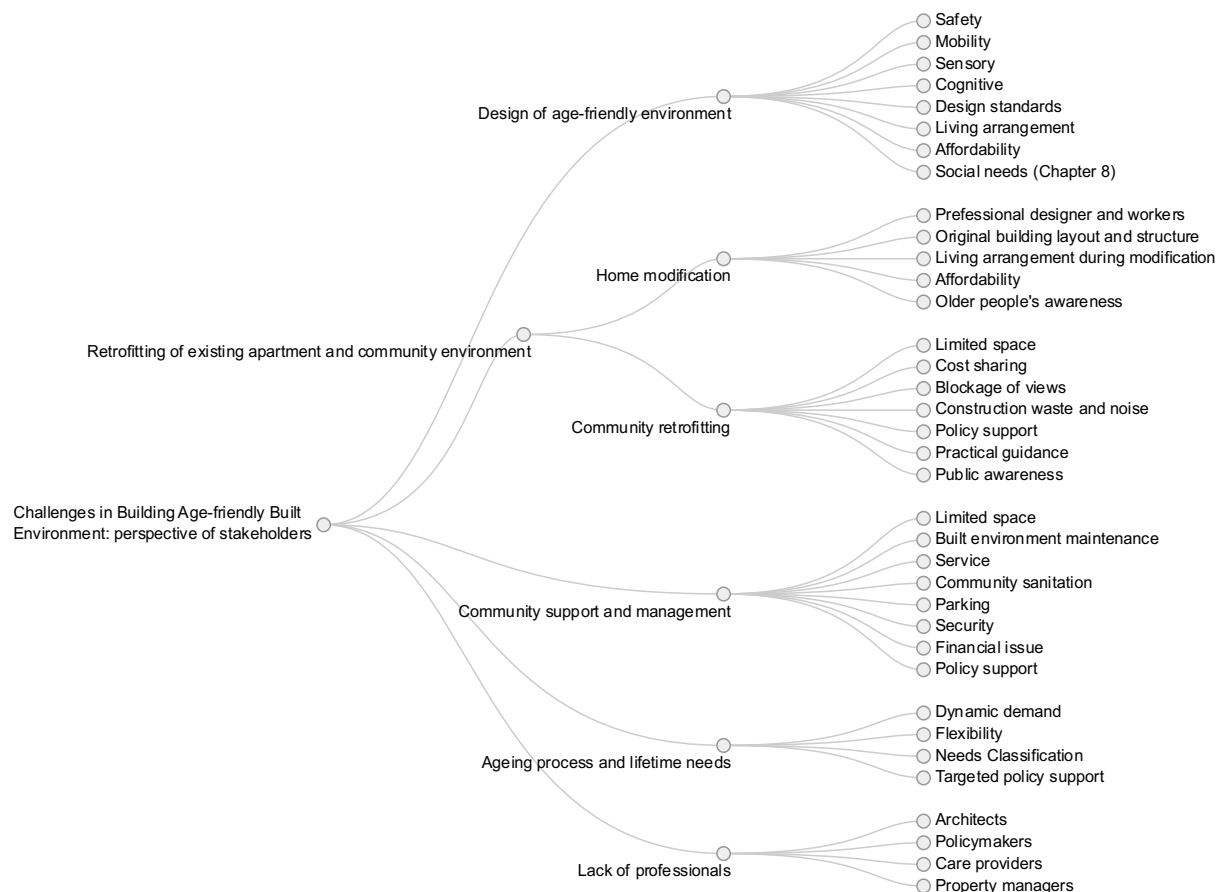 Challenges in Building Age-friendly Built
Environment: perspective of stakeholders
Design of age-friendly environment
Safety
Mobility
Sensory
Cognitive
Design standards
Living arrangement
Affordability
Social needs (Chapter 8)
Retrofitting of existing apartment and community environment
Home modification
Prefessional designer and workers
Original building layout and structure
Living arrangement during modification
Affordability
Older people's awareness
Community retrofitting
Limited space
Cost sharing
Blockage of views
Construction waste and noise
Policy support
Practical guidance
Public awareness
Community support and management
Limited space
Built environment maintenance
Service
Community sanitation
Parking
Security
Financial issue
Policy support
Ageing process and lifetime needs
Dynamic demand
Flexibility
Needs Classification
Targeted policy support
Lack of professionals
Architects
Policymakers
Care providers
Property managers